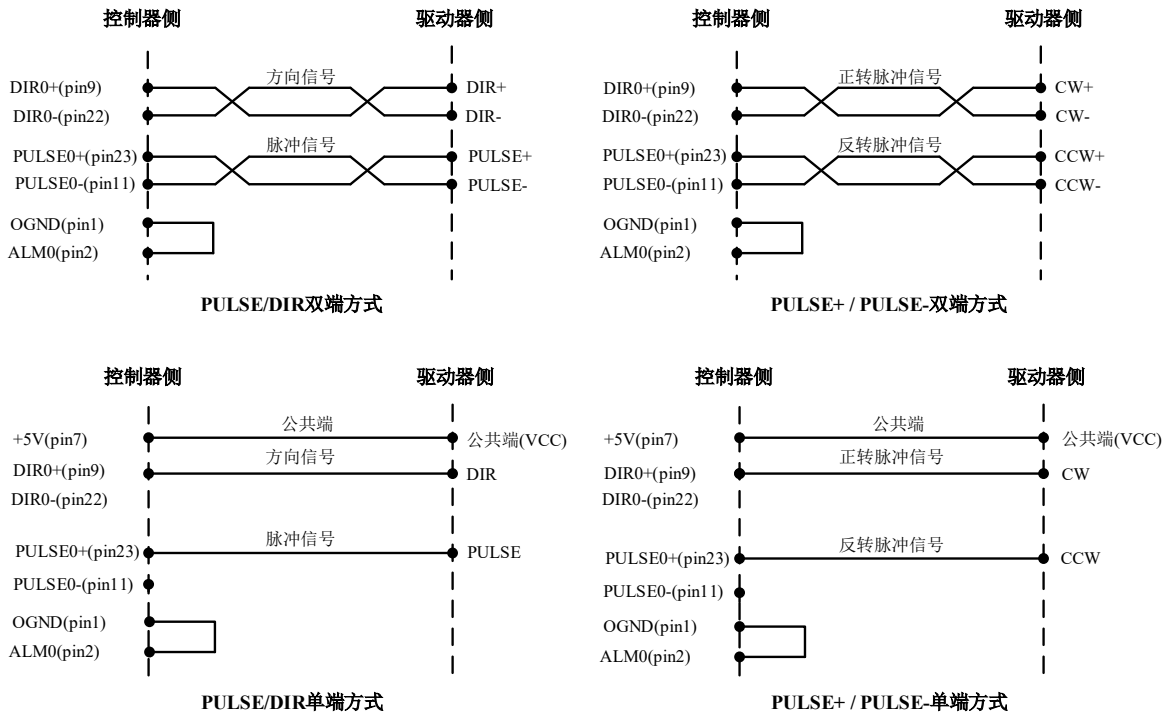 控制器侧 驱动器侧
方向信号
DIR0+(pin9) DIR+
DIR0-(pin22) DIR-
脉冲信号
PULSE0+(pin23) PULSE+
PULSE0-(pin11) PULSE-
OGND(pin1)
ALM0(pin2)
PULSE/DIR双端方式
控制器侧 驱动器侧
正转脉冲信号
DIR0+(pin9) CW+
DIR0-(pin22) CW-
反转脉冲信号
PULSE0+(pin23) CCW+
PULSE0-(pin11) CCW-
OGND(pin1)
ALM0(pin2)
PULSE+ / PULSE-双端方式
控制器侧 驱动器侧
公共端
+5V(pin7) 公共端(VCC)
方向信号
DIR0+(pin9) DIR
DIR0-(pin22)
脉冲信号
PULSE0+(pin23) PULSE
PULSE0-(pin11)
OGND(pin1)
ALM0(pin2)
PULSE/DIR单端方式
控制器侧 驱动器侧
公共端
+5V(pin7) 公共端(VCC)
正转脉冲信号
DIR0+(pin9) CW
DIR0-(pin22)
反转脉冲信号
PULSE0+(pin23) CCW
PULSE0-(pin11)
OGND(pin1)
ALM0(pin2)
PULSE+ / PULSE-单端方式